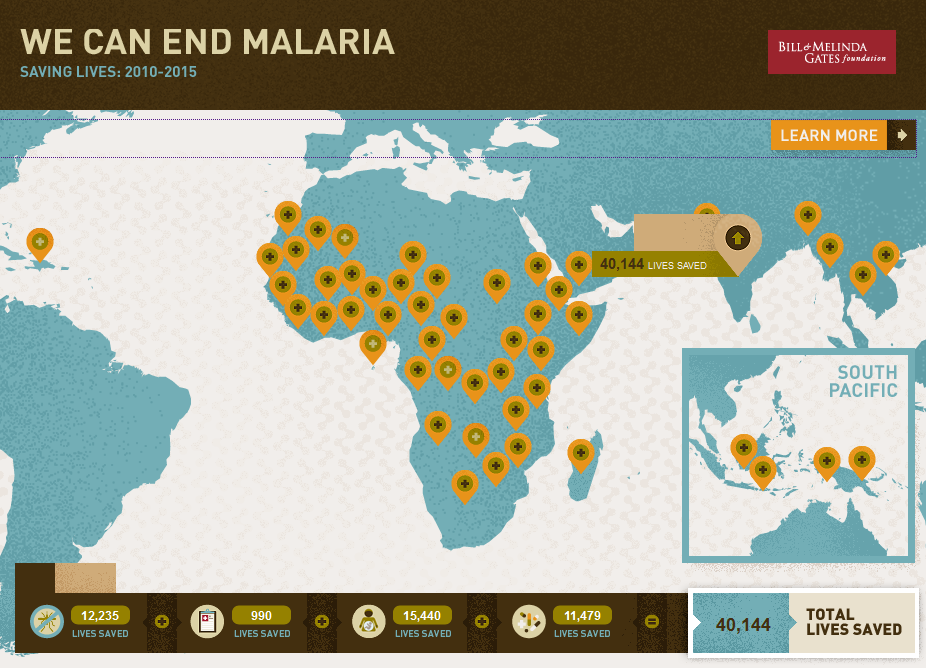 WE CAN END MALARIA
SAVING LIVES: 2010-2015
BILL & MELINDA
GATES foundation
LEARN MORE
40,144 LIVES SAVED
SOUTH
PACIFIC
12,235
LIVES SAVED
990
LIVES SAVED
15,440
LIVES SAVED
11,479
LIVES SAVED
40,144
TOTAL
LIVES SAVED